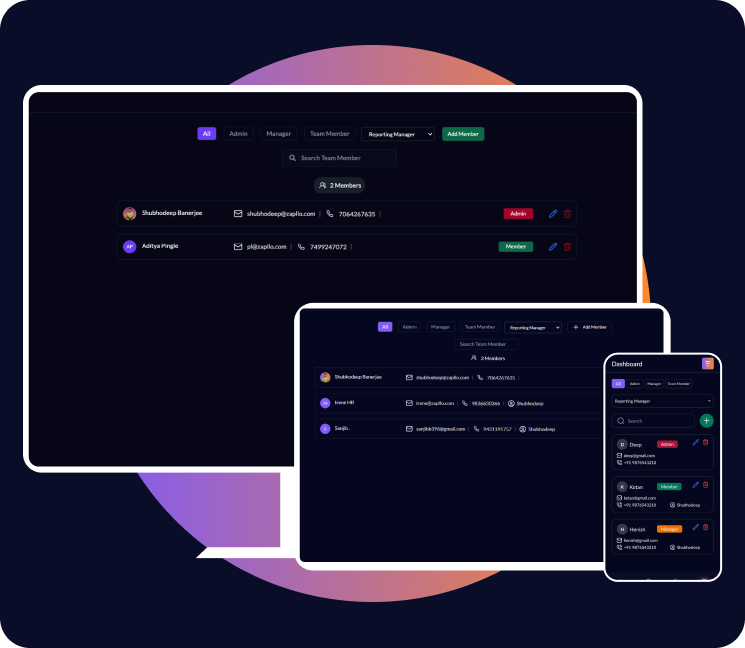 All Admin Manager Team Member Reporting Manager Add Member
Search Team Member
2 Members
Shubhodeep Banerjee shubhodeep@zapllo.com | 7064267635 | Admin
AP Aditya Pingle pl@zapllo.com | 7499247072 | Member
All Admin Manager Team Member Reporting Manager + Add Member
Search Team Member
3 Members
Shubhodeep Banerjee shubhodeep@zapllo.com | 7064267635 |
Irene HR irene@zapllo.com | 9836630366 | Shubhodeep
S Sanjib . sanjibb396@gmail.com | 9431191757 | Shubhodeep
Dashboard
All Admin Manager Team Member
Reporting Manager
Search +
D Deep Admin
deep@gmail.com
+91 9876543210
K Ketan Member
ketan@gmail.com
+91 9876543210 Shubhodeep
H Henish Manager
henish@gmail.com
+91 9876543210 Shubhodeep